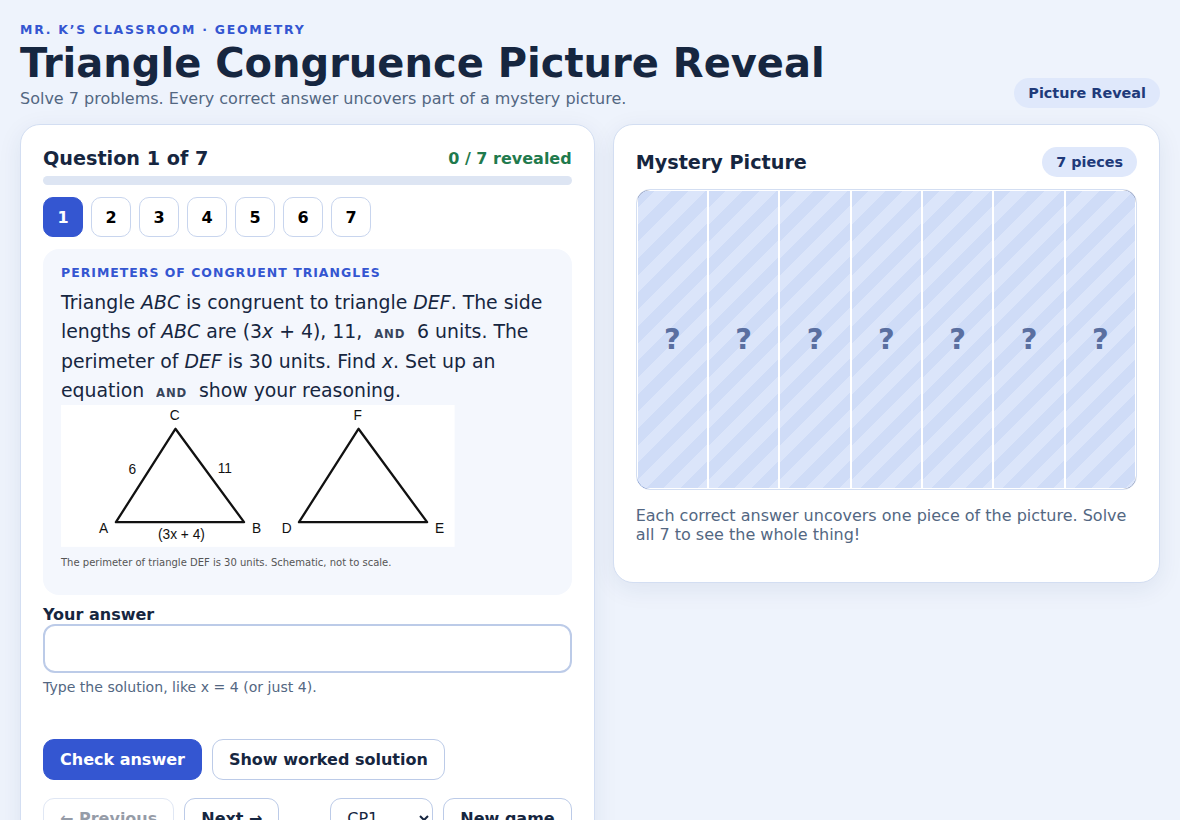 MR. K’S CLASSROOM · GEOMETRY
Triangle Congruence Picture Reveal
Solve 7 problems. Every correct answer uncovers part of a mystery picture.
Picture Reveal
Question 1 of 7
0 / 7 revealed
1 2 3 4 5 6 7
PERIMETERS OF CONGRUENT TRIANGLES
Triangle ABC is congruent to triangle DEF. The side
lengths of ABC are (3x + 4), 11, AND 6 units. The
perimeter of DEF is 30 units. Find x. Set up an
equation AND show your reasoning.
C F
6 11
A B D E
(3x + 4)
The perimeter of triangle DEF is 30 units. Schematic, not to scale.
Your answer
Type the solution, like x = 4 (or just 4).
Check answer
Show worked solution
← Previous
Next →
CP1
New game
Mystery Picture
7 pieces
? ? ? ? ? ? ?
Each correct answer uncovers one piece of the picture. Solve
all 7 to see the whole thing!